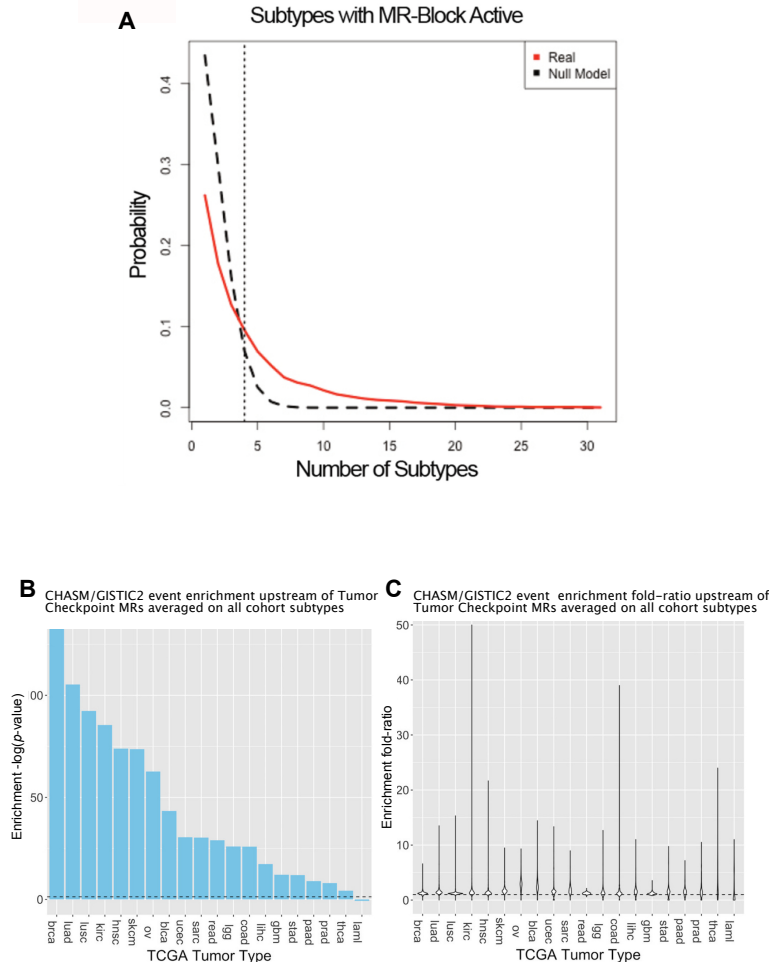 A
Subtypes with MR-Block Active
Real
Null Model
Probability
0.4
0.3
0.2
0.1
0.0
0 5 10 15 20 25 30
Number of Subtypes
B CHASM/GISTIC2 event enrichment upstream of Tumor
Checkpoint MRs averaged on all cohort subtypes
Enrichment -log(p-value)
00
50
0
brca luad lusc kirc hnsc skcm ov blca ucec sarc read lgg coad lihc gbm stad paad prad thca laml
TCGA Tumor Type
C CHASM/GISTIC2 event enrichment fold-ratio upstream of
Tumor Checkpoint MRs averaged on all cohort subtypes
Enrichment fold-ratio
50
40
30
20
10
0
brca luad lusc kirc hnsc skcm ov blca ucec sarc read lgg coad lihc gbm stad paad prad thca laml
TCGA Tumor Type